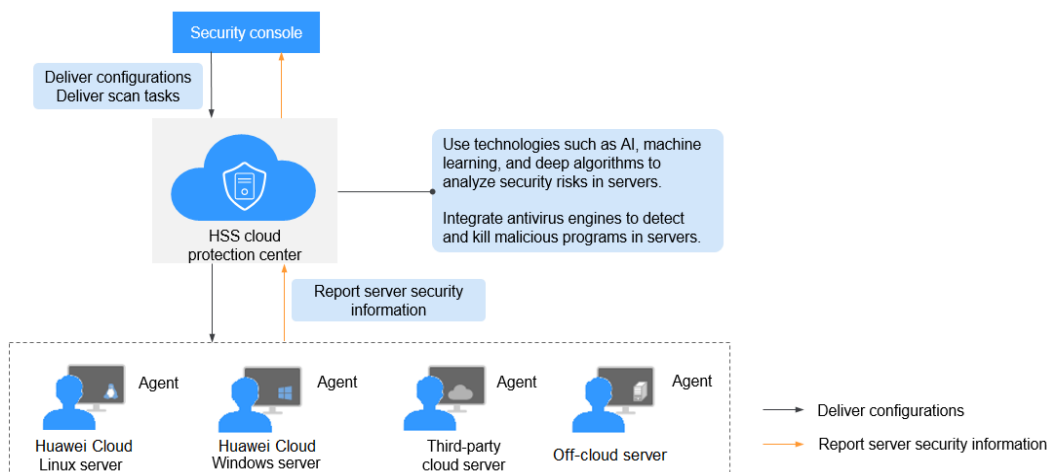 Security console
Deliver configurations
Deliver scan tasks
Use technologies such as AI, machine
learning, and deep algorithms to
analyze security risks in servers.
Integrate antivirus engines to detect
and kill malicious programs in servers.
HSS cloud
protection center
Report server security
information
Agent
Agent
Agent
Agent
Huawei Cloud
Linux server
Huawei Cloud
Windows server
Third-party
cloud server
Off-cloud server
Deliver configurations
Report server security information